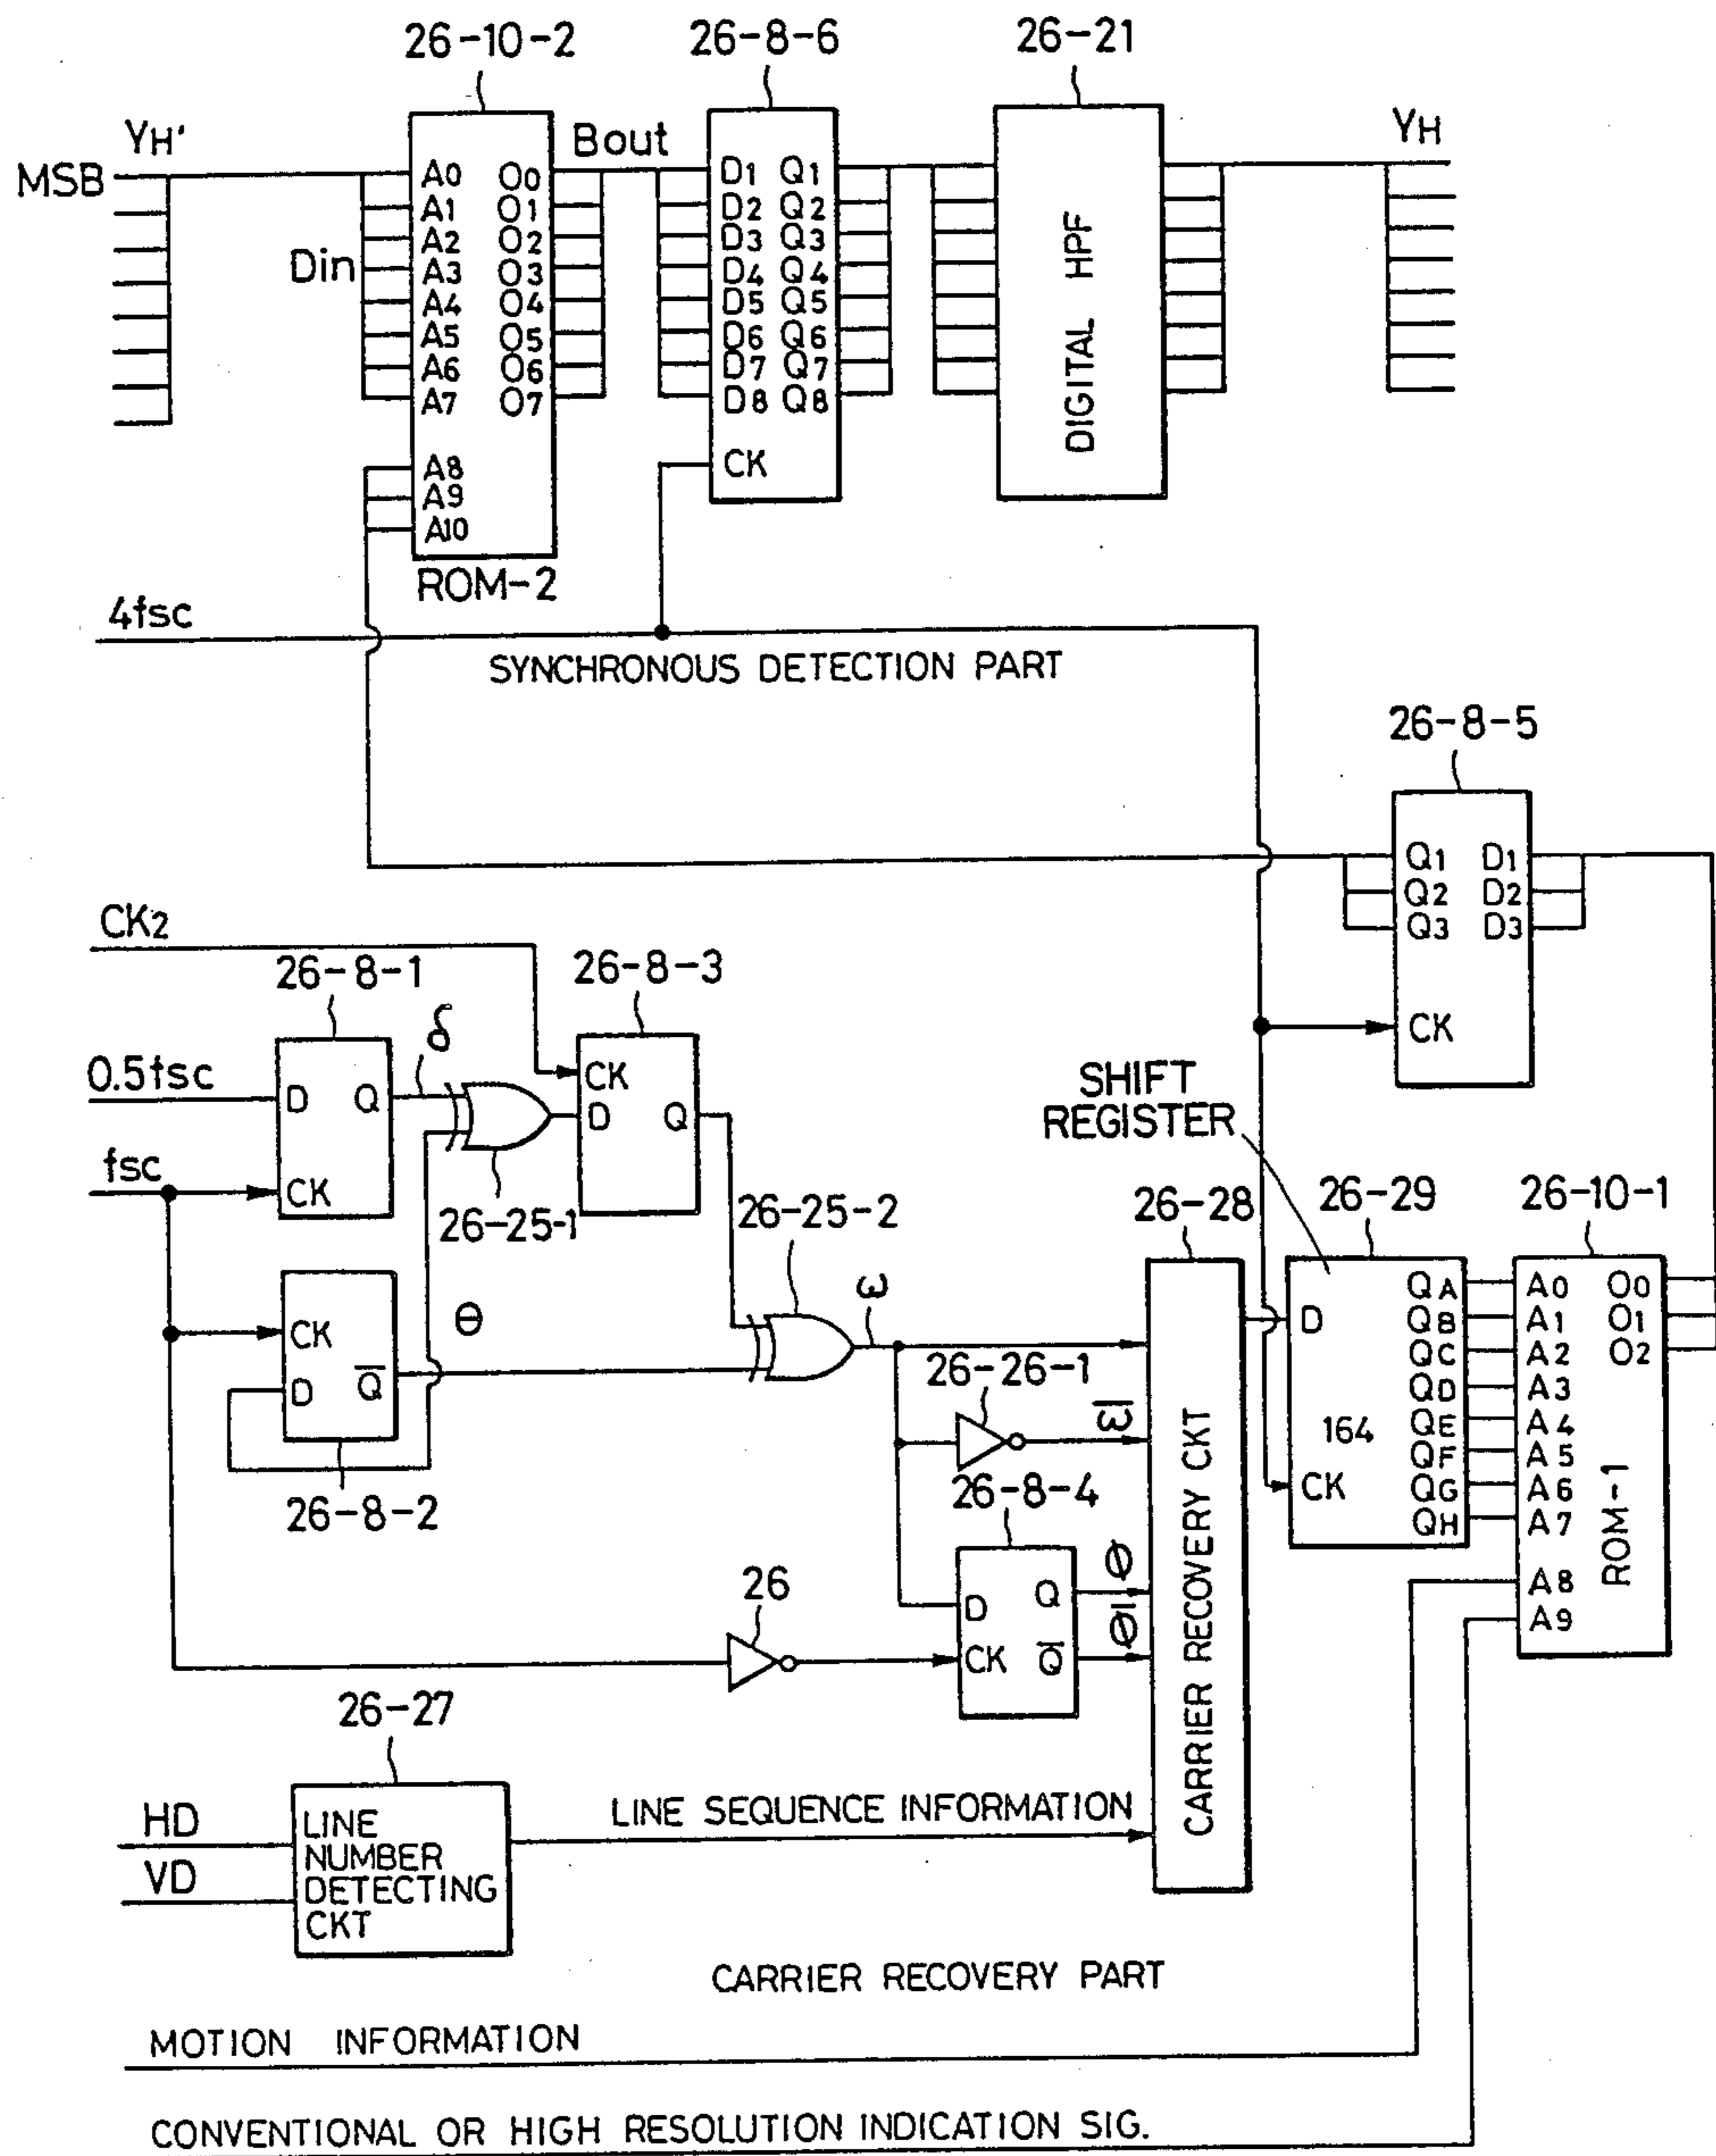 26-10-2
26-8-6
26-21
YH'
MSB
Din
A0 O0
A1 O1
A2 O2
A3 O3
A4 O4
A5 O5
A6 O6
A7 O7
A8
A9
A10
ROM-2
Bout
D1 Q1
D2 Q2
D3 Q3
D4 Q4
D5 Q5
D6 Q6
D7 Q7
D8 Q8
CK
DIGITAL HPF
YH
4fsc
SYNCHRONOUS DETECTION PART
26-8-5
Q1 D1
Q2 D2
Q3 D3
CK
CK2
26-8-1
0.5fsc
D Q
CK
fsc
δ
26-25-1
26-8-3
CK
D Q
26-25-2
CK
D Q̅
26-8-2
θ
ω
26-26-1
ω̅
26-8-4
D Q
CK Q̅
Ø
Ø̅
26
26-28
CARRIER RECOVERY CKT
SHIFT
REGISTER
26-29
D
164
CK
QA
QB
QC
QD
QE
QF
QG
QH
26-10-1
A0 O0
A1 O1
A2 O2
A3
A4
A5
A6
A7
A8
A9
ROM-1
26-27
HD
VD
LINE
NUMBER
DETECTING
CKT
LINE SEQUENCE INFORMATION
CARRIER RECOVERY PART
MOTION INFORMATION
CONVENTIONAL OR HIGH RESOLUTION INDICATION SIG.